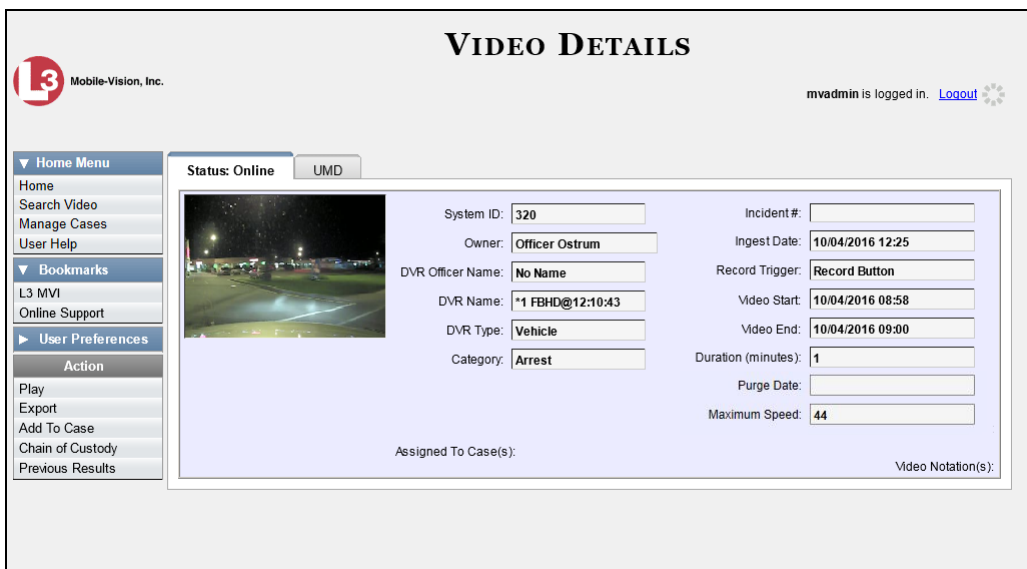 VIDEO DETAILS
L3 Mobile-Vision, Inc.
mvadmin is logged in. Logout
▼ Home Menu
Home
Search Video
Manage Cases
User Help
▼ Bookmarks
L3 MVI
Online Support
▶ User Preferences
Action
Play
Export
Add To Case
Chain of Custody
Previous Results
Status: Online
UMD
System ID: 320
Owner: Officer Ostrum
DVR Officer Name: No Name
DVR Name: *1 FBHD@12:10:43
DVR Type: Vehicle
Category: Arrest
Incident #:
Ingest Date: 10/04/2016 12:25
Record Trigger: Record Button
Video Start: 10/04/2016 08:58
Video End: 10/04/2016 09:00
Duration (minutes): 1
Purge Date:
Maximum Speed: 44
Assigned To Case(s):
Video Notation(s):